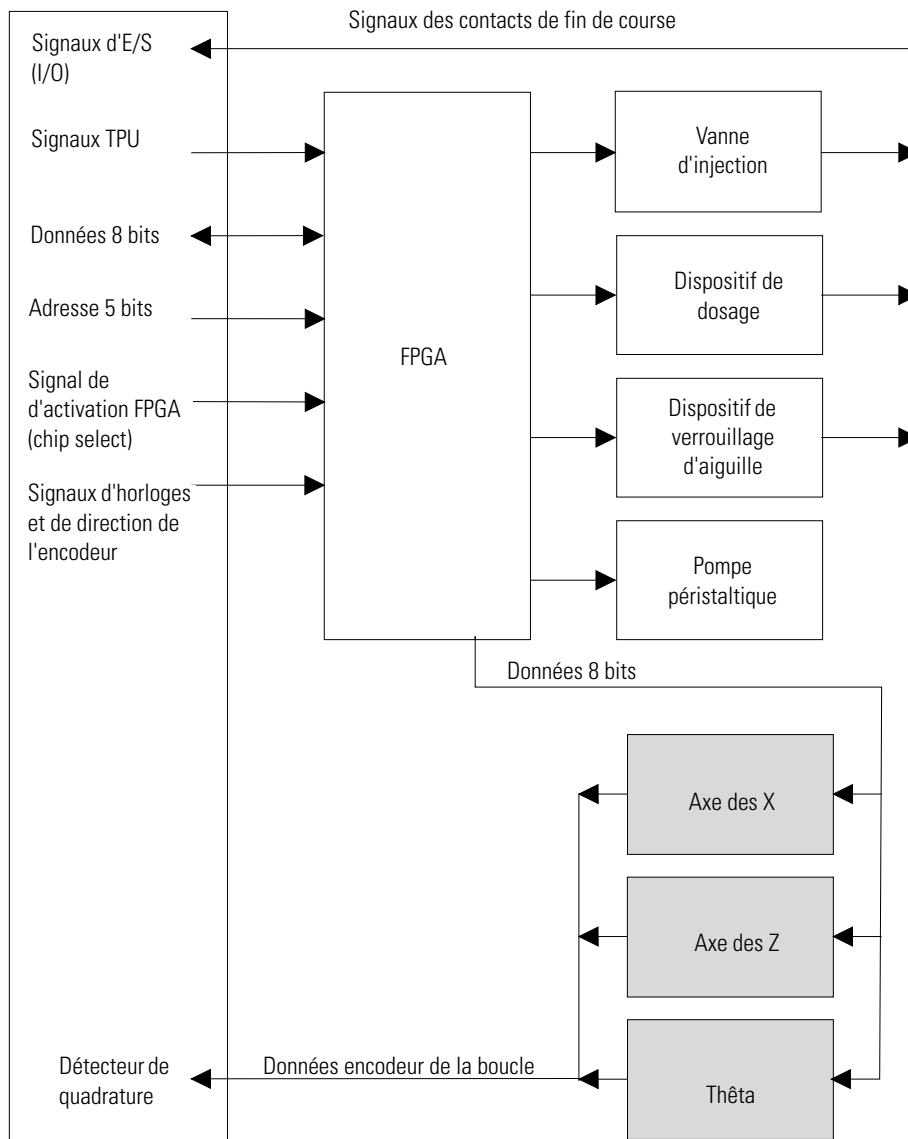 Signaux des contacts de fin de course
Signaux d'E/S
(I/O)
Signaux TPU
Données 8 bits
Adresse 5 bits
Signal de
d'activation FPGA
(chip select)
Signaux d'horloges
et de direction de
l'encodeur
FPGA
Vanne
d'injection
Dispositif de
dosage
Dispositif de
verrouillage
d'aiguille
Pompe
péristaltique
Données 8 bits
Axe des X
Axe des Z
Thêta
Données encodeur de la boucle
Détecteur de
quadrature